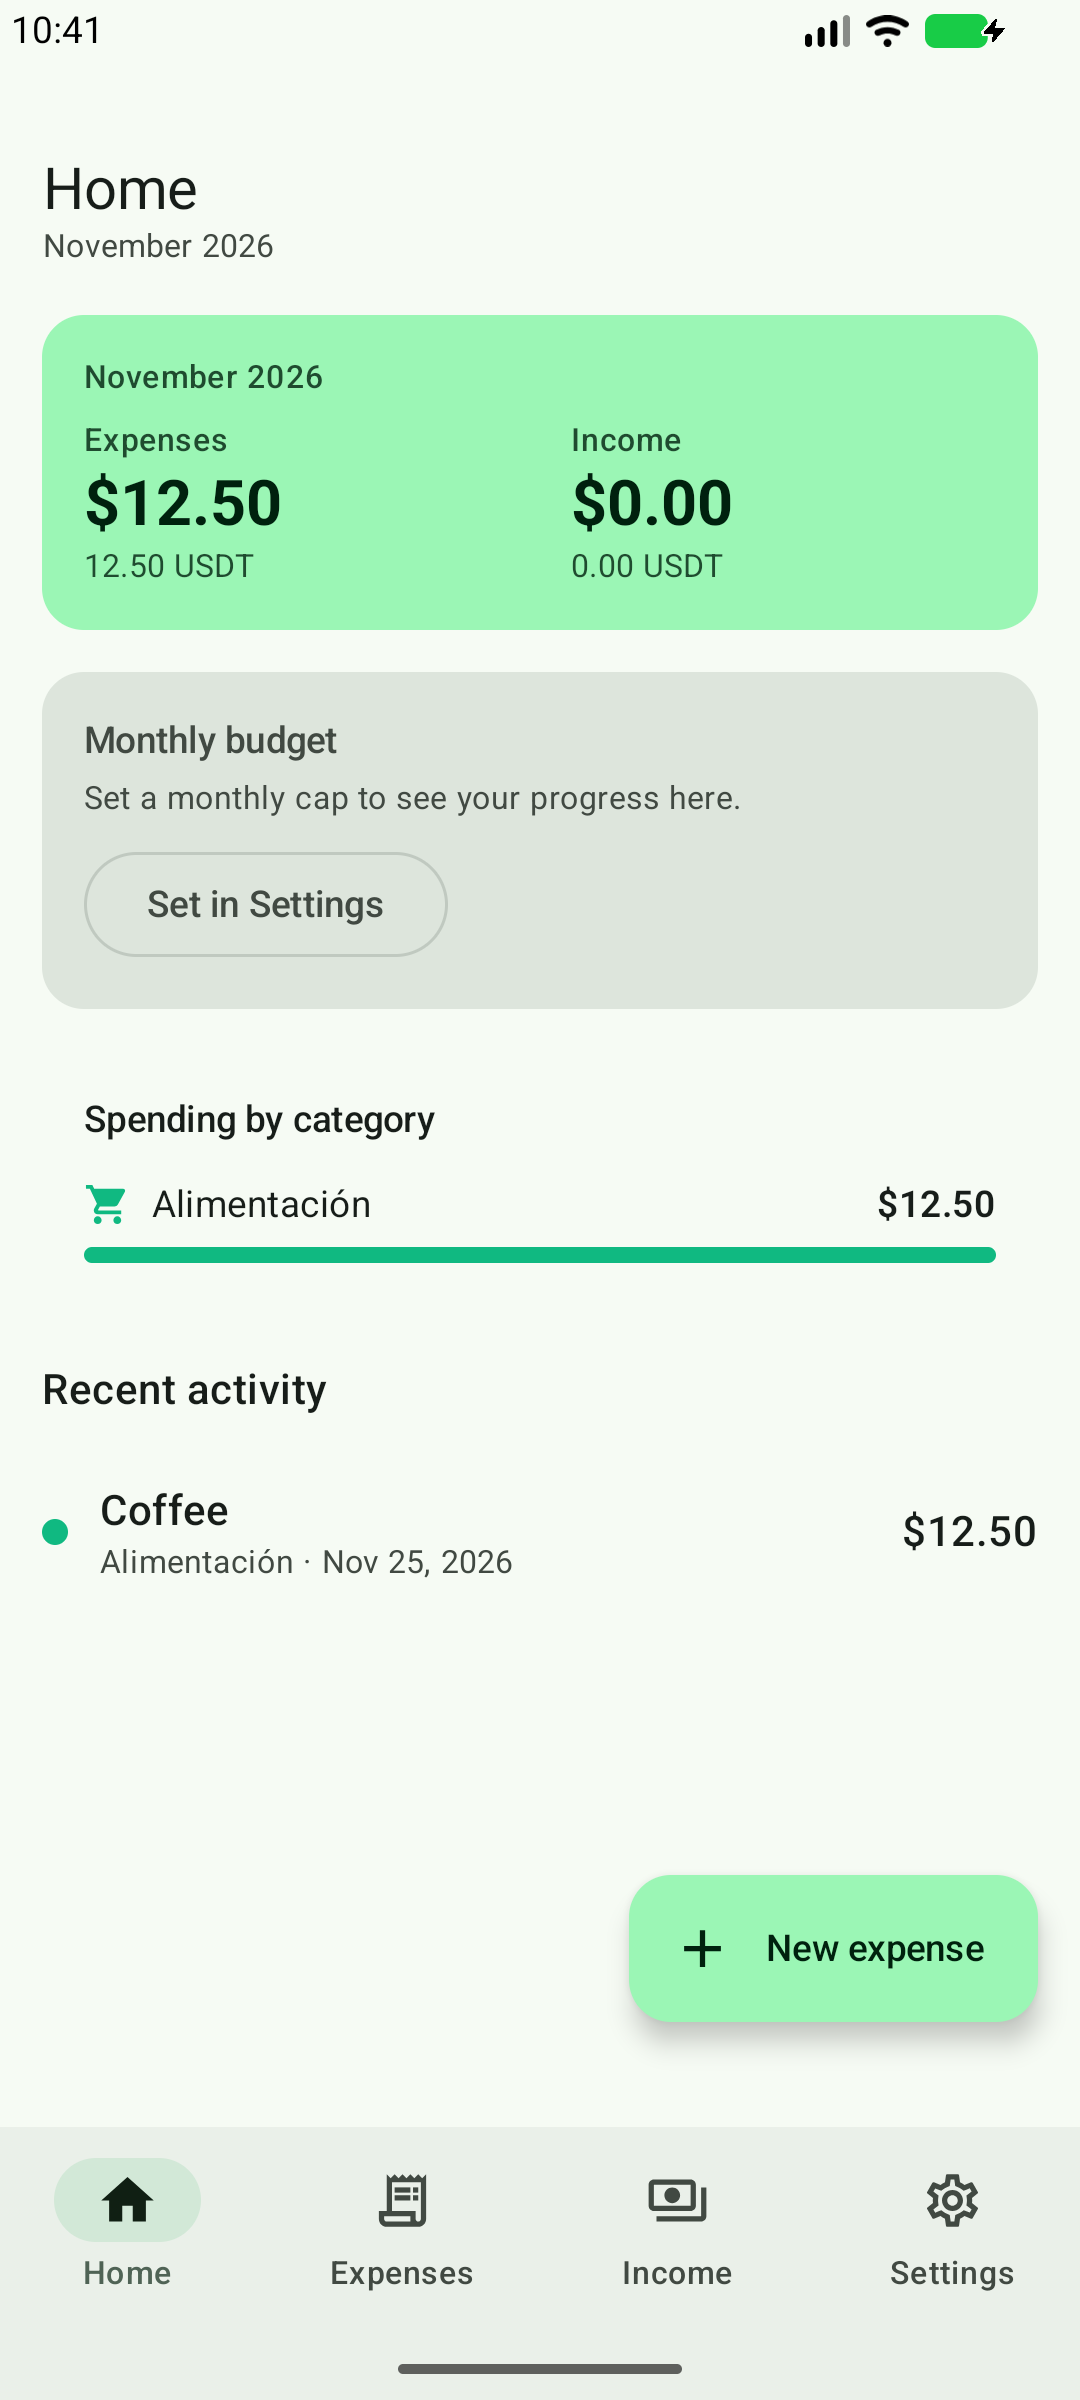 10:41
Home
November 2026
November 2026
Expenses
Income
$12.50
$0.00
12.50 USDT
0.00 USDT
Monthly budget
Set a monthly cap to see your progress here.
Set in Settings
Spending by category
Alimentación
$12.50
Recent activity
Coffee
$12.50
Alimentación · Nov 25, 2026
New expense
Home
Expenses
Income
Settings